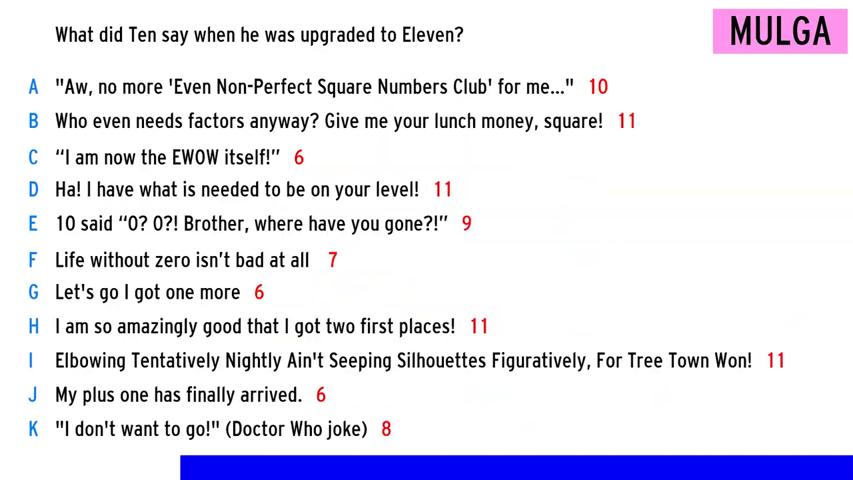 What did Ten say when he was upgraded to Eleven?
MULGA
A "Aw, no more 'Even Non-Perfect Square Numbers Club' for me..." 10
B Who even needs factors anyway? Give me your lunch money, square! 11
C “I am now the EWOW itself!” 6
D Ha! I have what is needed to be on your level! 11
E 10 said “0? 0?! Brother, where have you gone?!” 9
F Life without zero isn’t bad at all 7
G Let's go I got one more 6
H I am so amazingly good that I got two first places! 11
I Elbowing Tentatively Nightly Ain't Seeping Silhouettes Figuratively, For Tree Town Won! 11
J My plus one has finally arrived. 6
K "I don't want to go!" (Doctor Who joke) 8